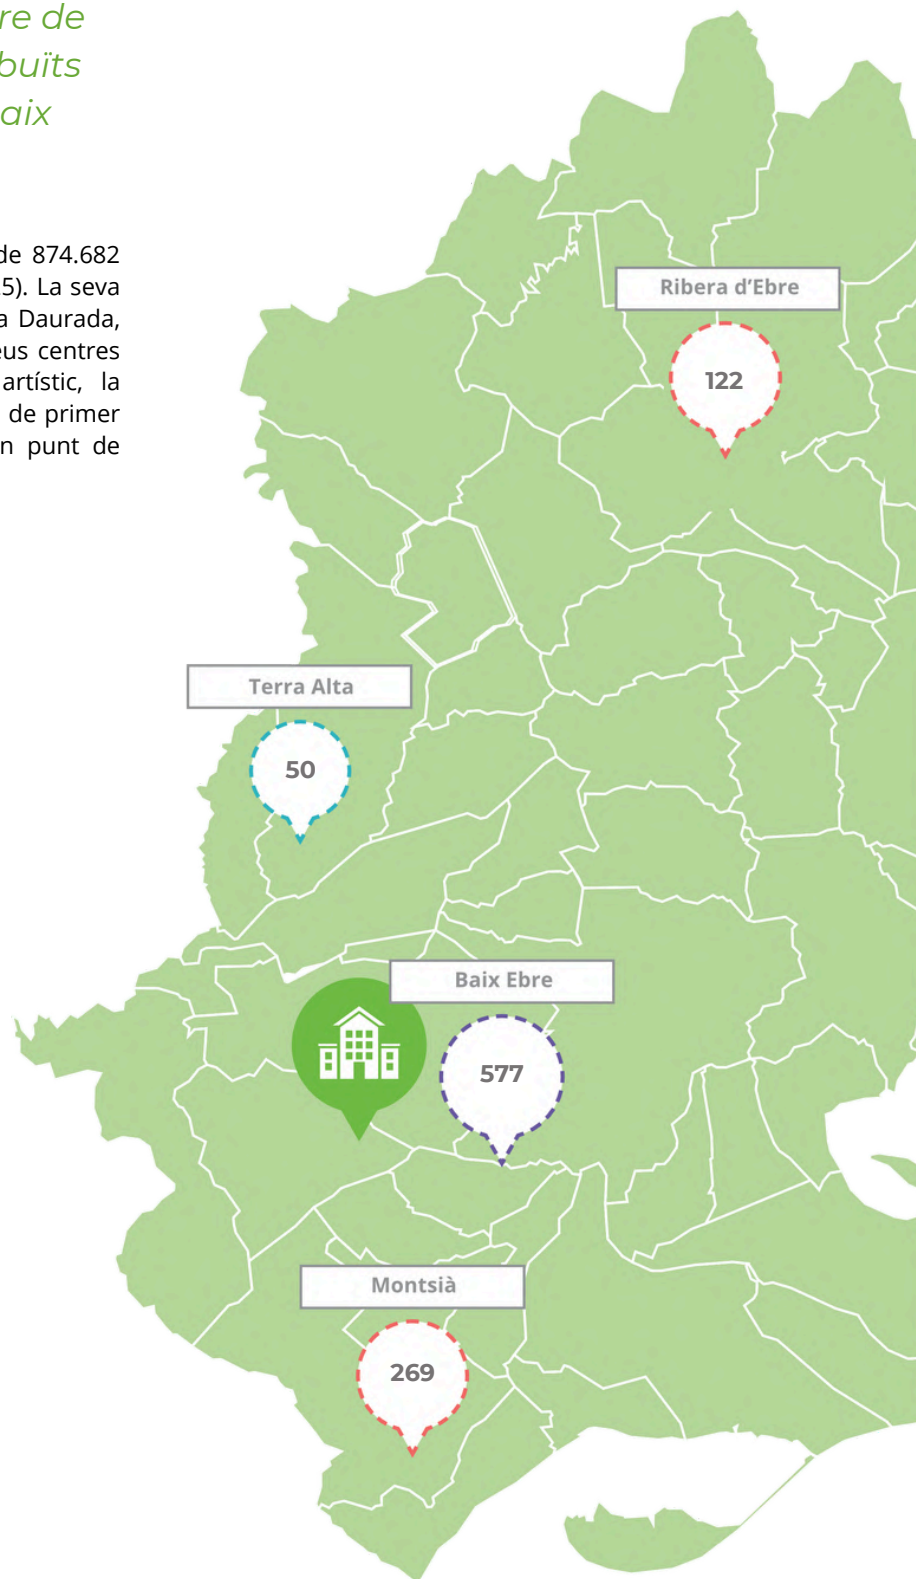 re de
buïts
aix
de 874.682
5). La seva
a Daurada,
eus centres
artístic, la
de primer
n punt de
Ribera d'Ebre
122
Terra Alta
50
Baix Ebre
577
Montsià
269